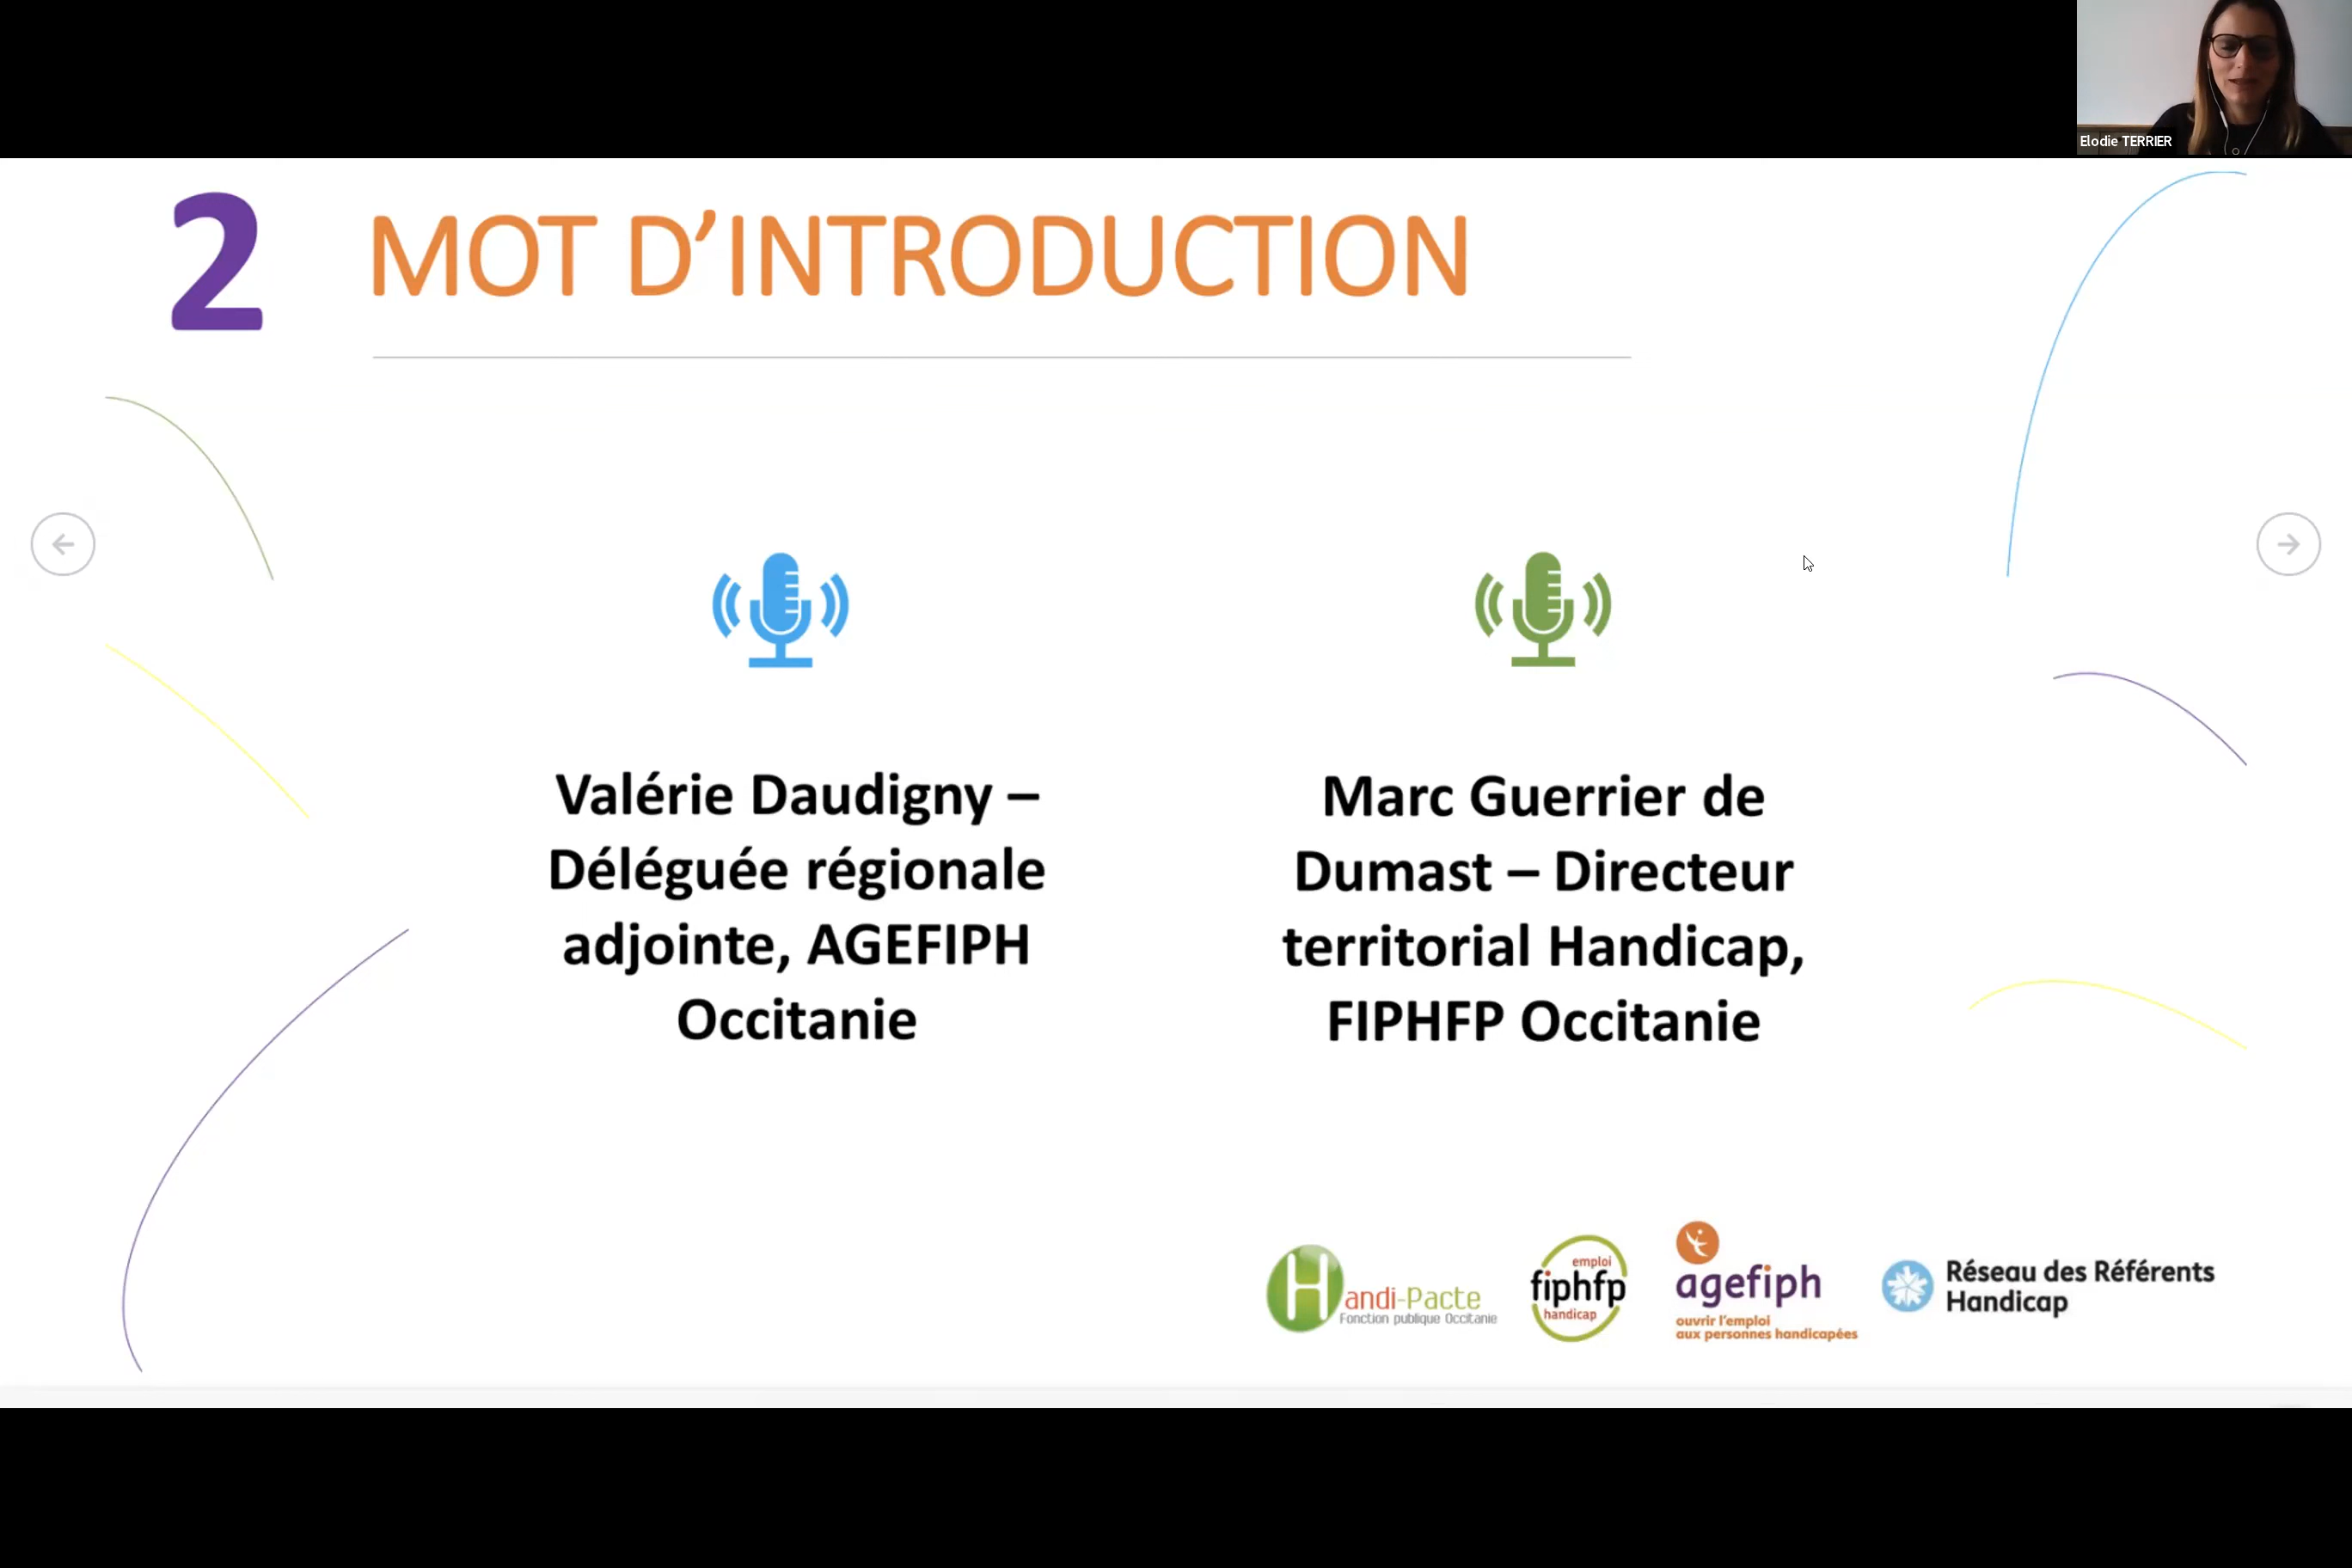 Elodie TERRIER
2 MOT D’INTRODUCTION
Valérie Daudigny –
Déléguée régionale
adjointe, AGEFIPH
Occitanie
Marc Guerrier de
Dumast – Directeur
territorial Handicap,
FIPHFP Occitanie
Handi-Pacte
Fonction publique Occitanie
emploi
fiphfp
handicap
agefiph
ouvrir l'emploi
aux personnes handicapées
Réseau des Référents
Handicap